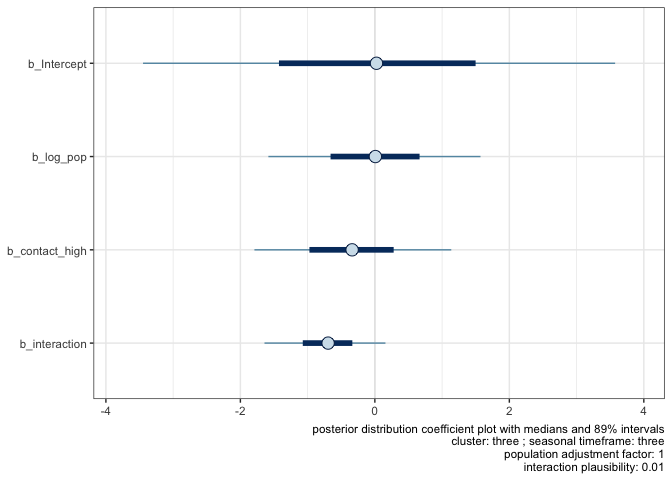 b_Intercept
b_log_pop
b_contact_high
b_interaction
-4 -2 0 2 4
posterior distribution coefficient plot with medians and 89% intervals
cluster: three ; seasonal timeframe: three
population adjustment factor: 1
interaction plausibility: 0.01